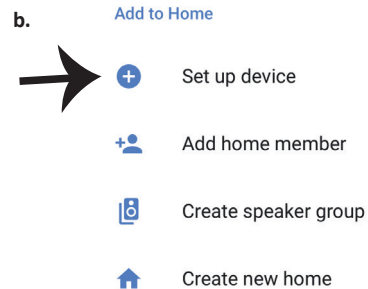 b.
Add to Home
Set up device
Add home member
Create speaker group
Create new home